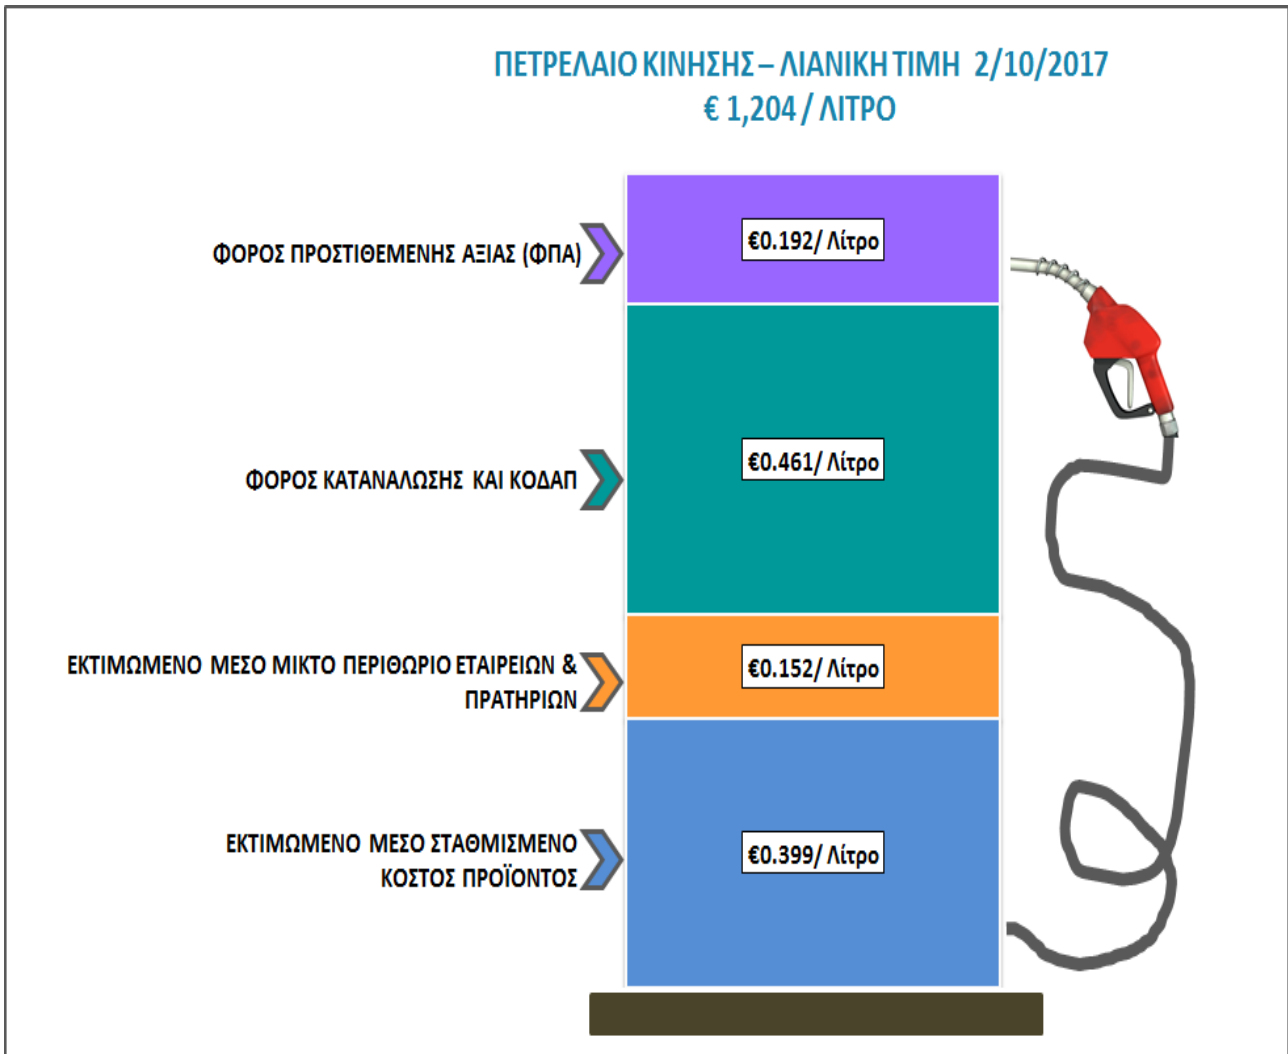 ΠΕΤΡΕΛΑΙΟ ΚΙΝΗΣΗΣ – ΛΙΑΝΙΚΗ ΤΙΜΗ 2/10/2017
€ 1,204 / ΛΙΤΡΟ
€0.192/ Λίτρο
ΦΟΡΟΣ ΠΡΟΣΤΙΘΕΜΕΝΗΣ ΑΞΙΑΣ (ΦΠΑ)
€0.461/ Λίτρο
ΦΟΡΟΣ ΚΑΤΑΝΑΛΩΣΗΣ ΚΑΙ ΚΟΔΑΠ
€0.152/ Λίτρο
ΕΚΤΙΜΩΜΕΝΟ ΜΕΣΟ ΜΙΚΤΟ ΠΕΡΙΘΩΡΙΟ ΕΤΑΙΡΕΙΩΝ &
ΠΡΑΤΗΡΙΩΝ
€0.399/ Λίτρο
ΕΚΤΙΜΩΜΕΝΟ ΜΕΣΟ ΣΤΑΘΜΙΣΜΕΝΟ
ΚΟΣΤΟΣ ΠΡΟΪΟΝΤΟΣ